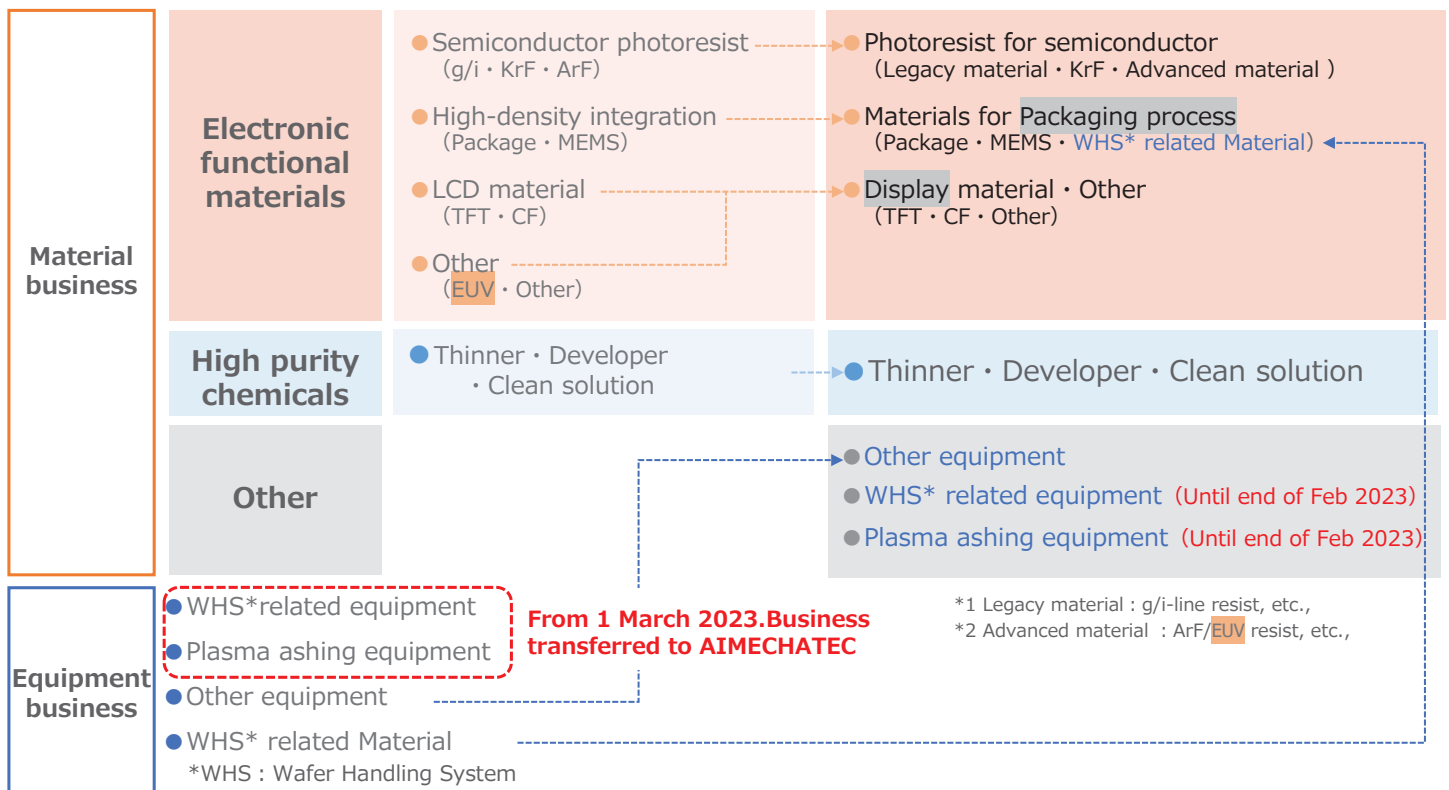 Material
business
Electronic
functional
materials
●Semiconductor photoresist
（g/i・KrF・ArF）
●High-density integration
（Package・MEMS）
●LCD material
（TFT・CF）
●Other
（EUV・Other）
●Photoresist for semiconductor
（Legacy material・KrF・Advanced material ）
●Materials for Packaging process
（Package・MEMS・WHS* related Material）
●Display material・Other
（TFT・CF・Other）
High purity
chemicals
●Thinner・Developer
・Clean solution
●Thinner・Developer・Clean solution
Other
●Other equipment
●WHS* related equipment（Until end of Feb 2023）
●Plasma ashing equipment（Until end of Feb 2023）
Equipment
business
●WHS*related equipment
●Plasma ashing equipment
●Other equipment
●WHS* related Material
*WHS : Wafer Handling System
From 1 March 2023.Business
transferred to AIMECHATEC
*1 Legacy material : g/i-line resist, etc.,
*2 Advanced material : ArF/EUV resist, etc.,